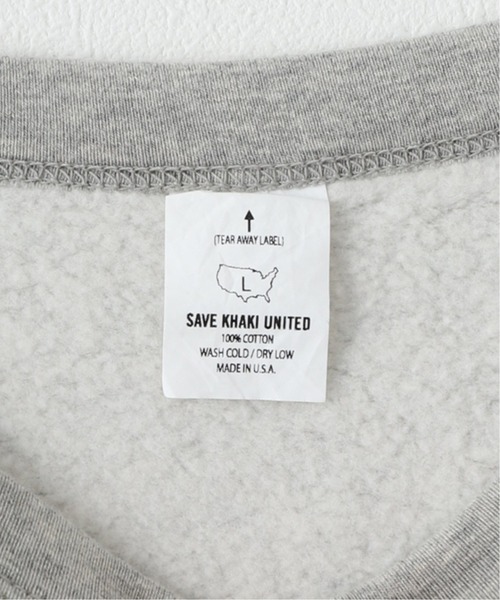 (TEAR AWAY LABEL)
L
SAVE KHAKI UNITED
100% COTTON
WASH COLD / DRY LOW
MADE IN U.S.A.